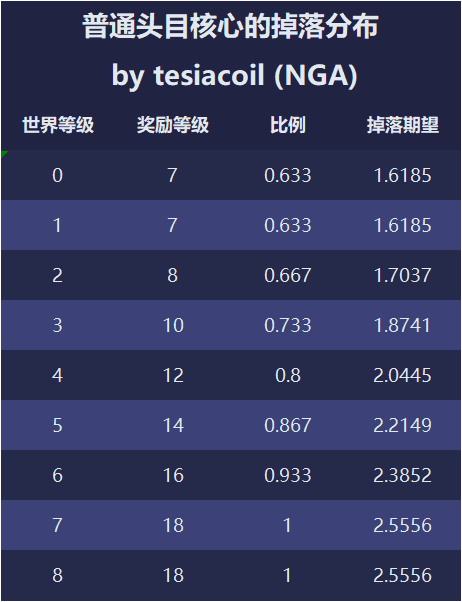 普通头目核心的掉落分布
by tesiacoil (NGA)
世界等级 奖励等级 比例 掉落期望
0 7 0.633 1.6185
1 7 0.633 1.6185
2 8 0.667 1.7037
3 10 0.733 1.8741
4 12 0.8 2.0445
5 14 0.867 2.2149
6 16 0.933 2.3852
7 18 1 2.5556
8 18 1 2.5556